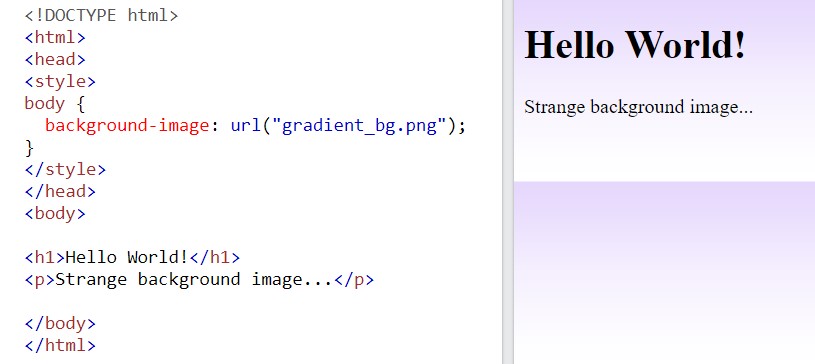 <!DOCTYPE html>
<html>
<head>
<style>
body {
  background-image: url("gradient_bg.png");
}
</style>
</head>
<body>

<h1>Hello World!</h1>
<p>Strange background image...</p>

</body>
</html>
Hello World!
Strange background image...